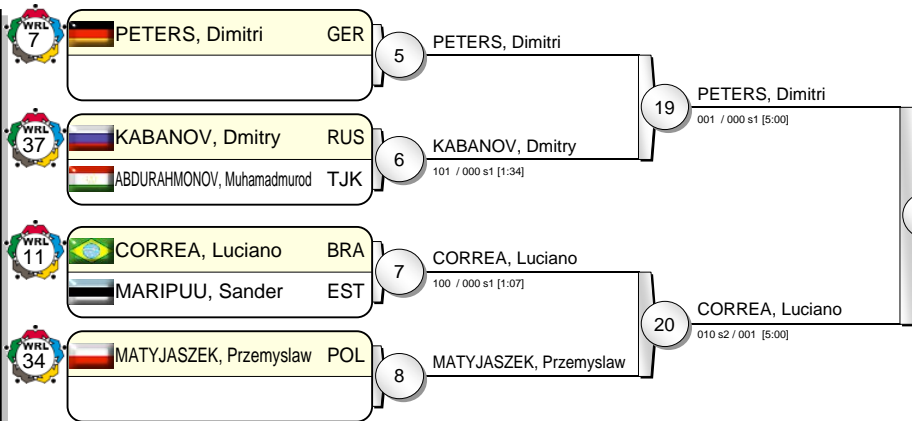 WRL
7
PETERS, Dimitri GER
5
PETERS, Dimitri
19
PETERS, Dimitri
001 / 000 s1 [5:00]
WRL
37
KABANOV, Dmitry RUS
ABDURAHMONOV, Muhamadmurod TJK
6
KABANOV, Dmitry
101 / 000 s1 [1:34]
WRL
11
CORREA, Luciano BRA
MARIPUU, Sander EST
7
CORREA, Luciano
100 / 000 s1 [1:07]
20
CORREA, Luciano
010 s2 / 001 [5:00]
WRL
34
MATYJASZEK, Przemyslaw POL
8
MATYJASZEK, Przemyslaw